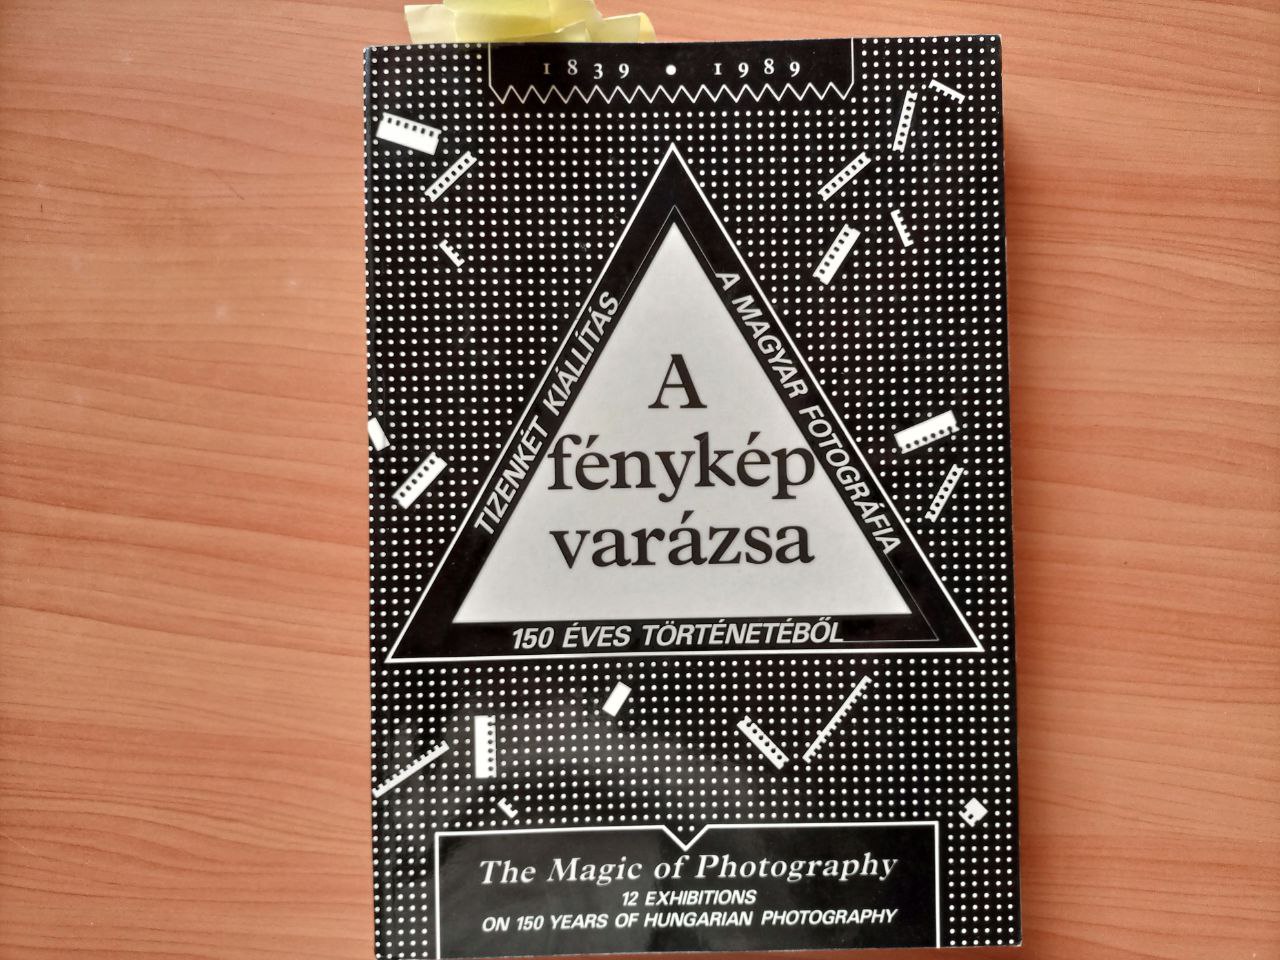 1839 • 1989
TIZENKÉT KIÁLLÍTÁS
A MAGYAR FOTOGRÁFIA
150 ÉVES TÖRTÉNETÉBŐL
A
fénykép
varázsa
The Magic of Photography
12 EXHIBITIONS
ON 150 YEARS OF HUNGARIAN PHOTOGRAPHY